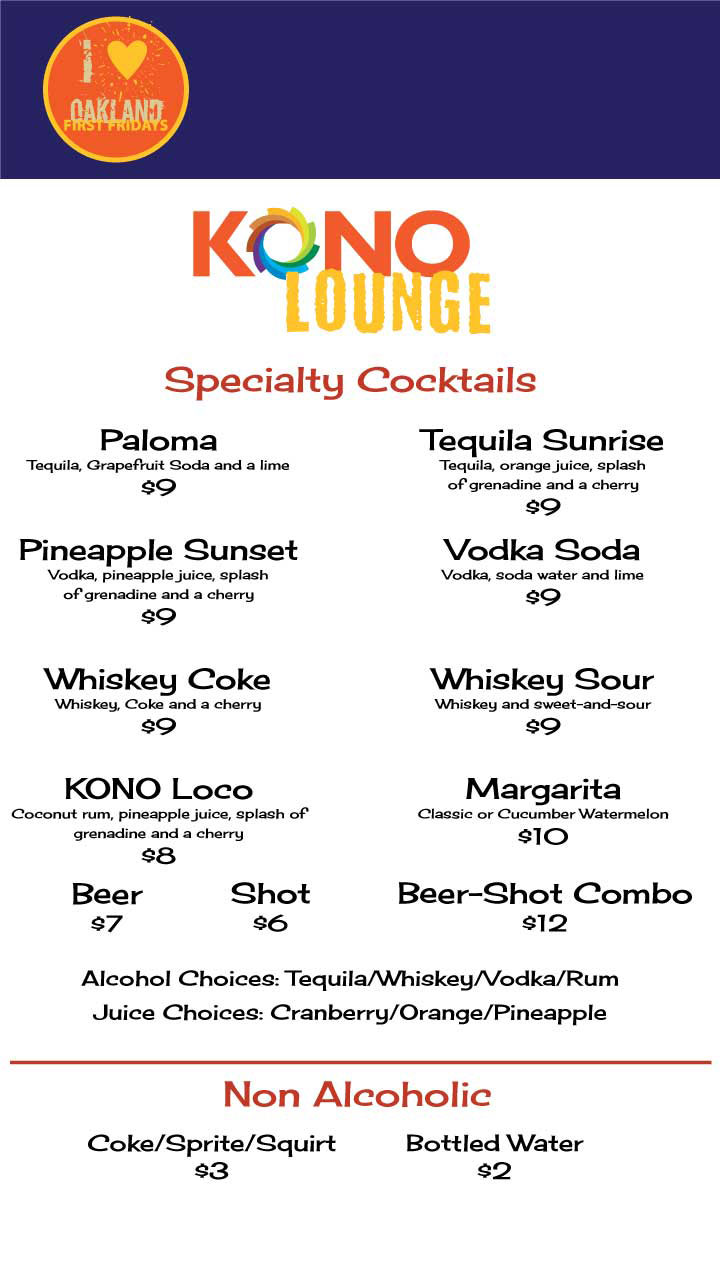 I
OAKLAND
FIRST FRIDAYS
KONO
LOUNGE
Specialty Cocktails
Paloma
Tequila, Grapefruit Soda and a lime
$9
Tequila Sunrise
Tequila, orange juice, splash
of grenadine and a cherry
$9
Pineapple Sunset
Vodka, pineapple juice, splash
of grenadine and a cherry
$9
Vodka Soda
Vodka, soda water and lime
$9
Whiskey Coke
Whiskey, Coke and a cherry
$9
Whiskey Sour
Whiskey and sweet-and-sour
$9
KONO Loco
Coconut rum, pineapple juice, splash of
grenadine and a cherry
$8
Margarita
Classic or Cucumber Watermelon
$10
Beer
$7
Shot
$6
Beer-Shot Combo
$12
Alcohol Choices: Tequila/Whiskey/Vodka/Rum
Juice Choices: Cranberry/Orange/Pineapple
Non Alcoholic
Coke/Sprite/Squirt
$3
Bottled Water
$2